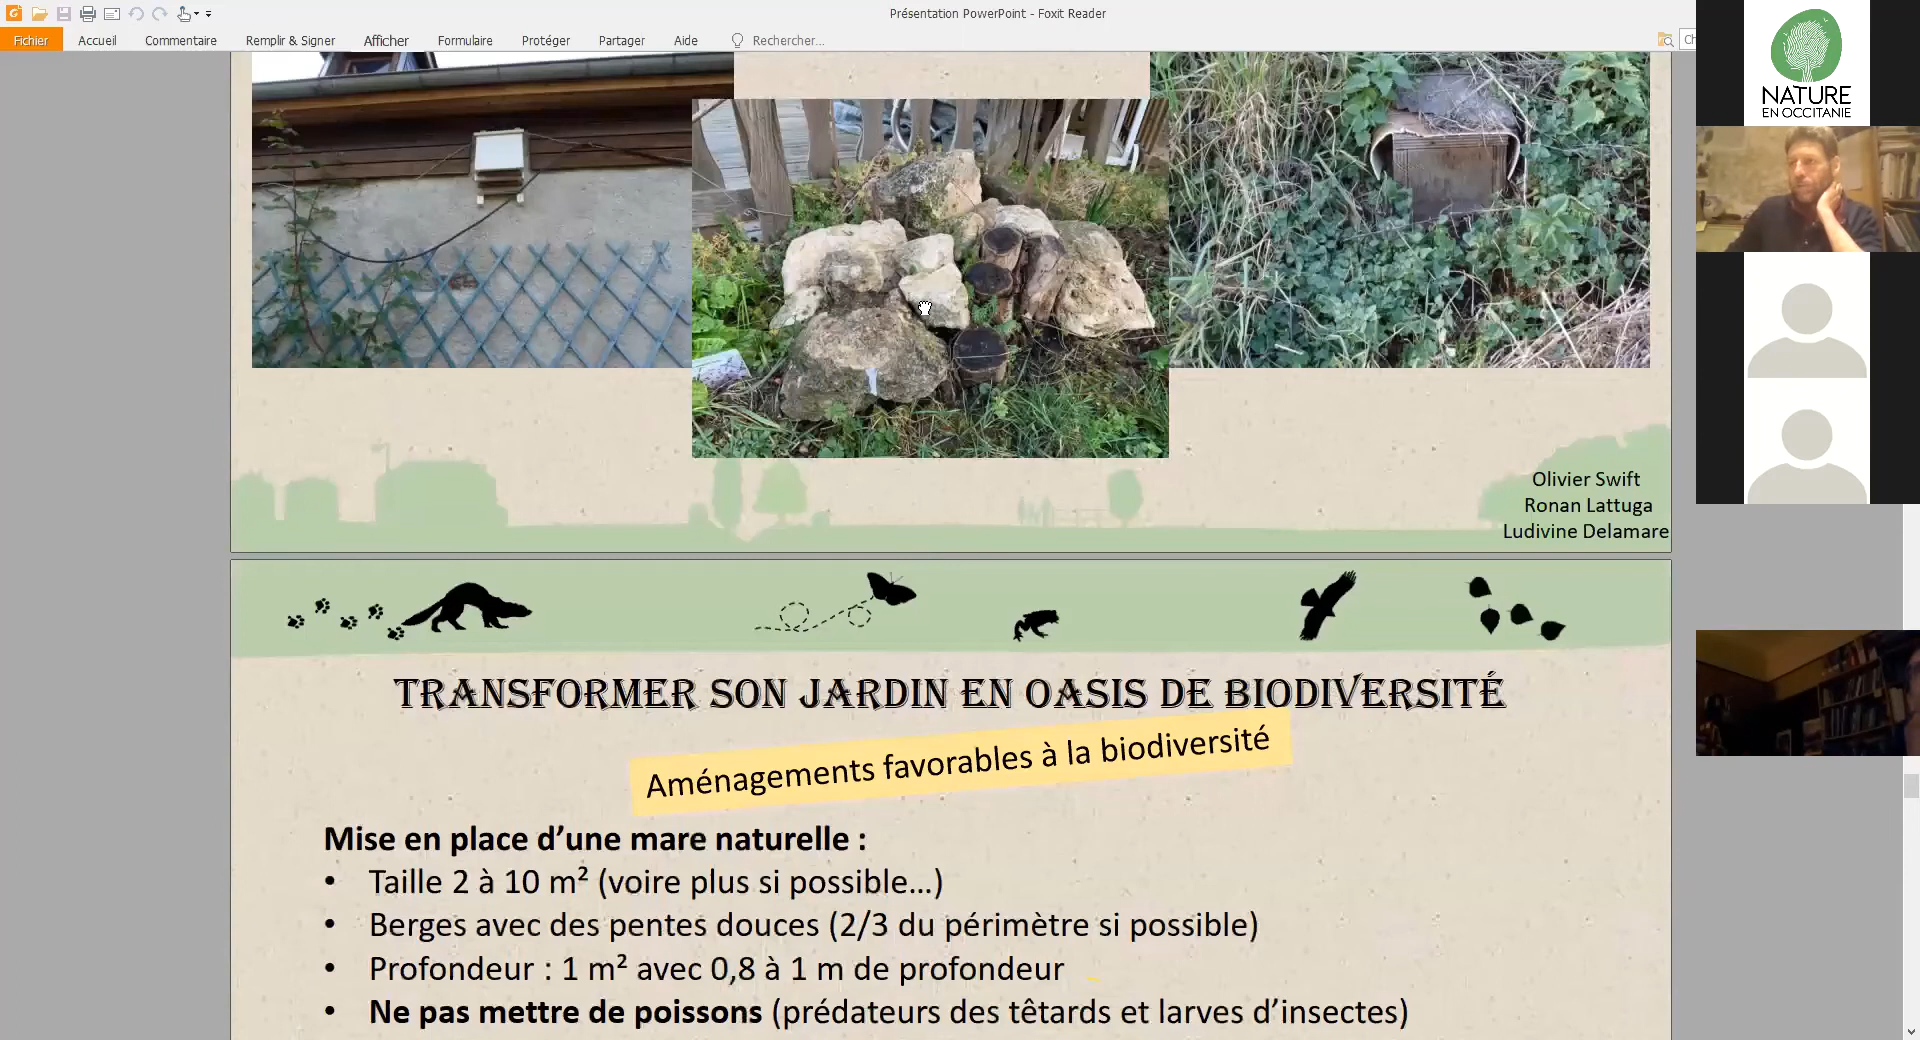 Présentation PowerPoint - Foxit Reader
Fichier Accueil Commentaire Remplir & Signer Afficher Formulaire Protéger Partager Aide Rechercher...
Ch
NATURE
EN OCCITANIE
Olivier Swift
Ronan Lattuga
Ludivine Delamare
TRANSFORMER SON JARDIN EN OASIS DE BIODIVERSITÉ
Aménagements favorables à la biodiversité
Mise en place d’une mare naturelle :
• Taille 2 à 10 m² (voire plus si possible…)
• Berges avec des pentes douces (2/3 du périmètre si possible)
• Profondeur : 1 m² avec 0,8 à 1 m de profondeur
• Ne pas mettre de poissons (prédateurs des têtards et larves d’insectes)